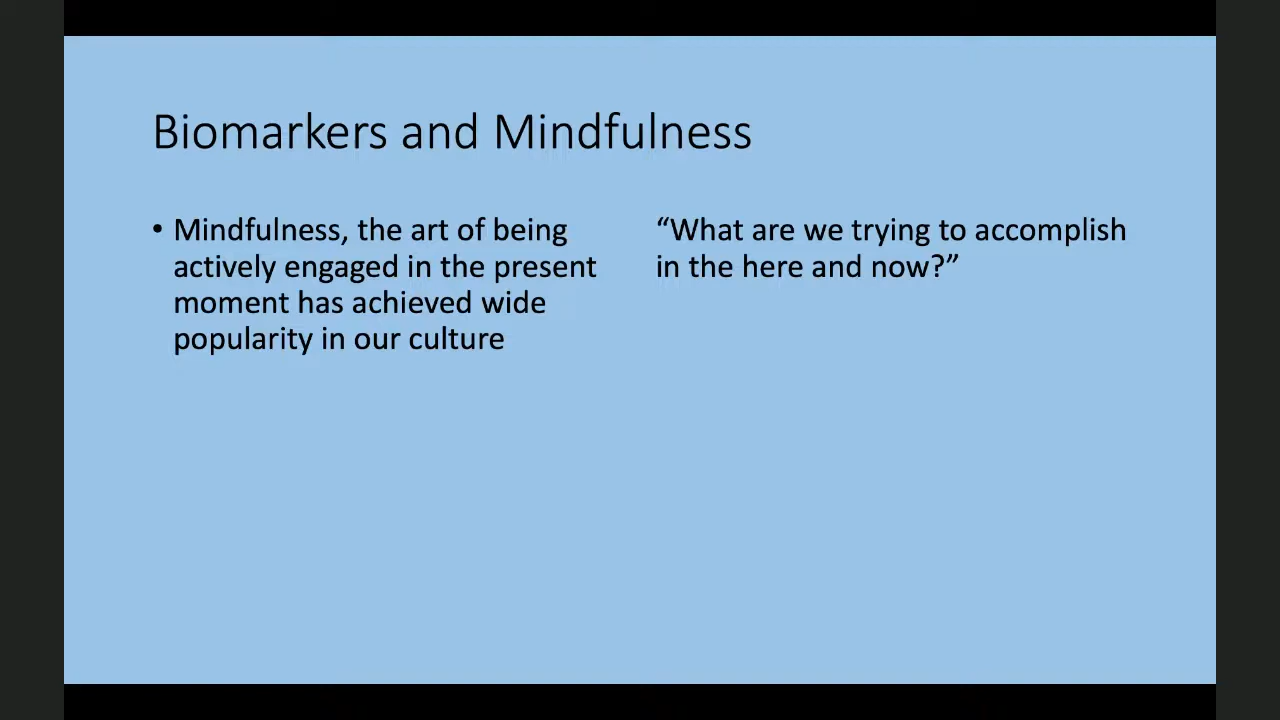 Biomarkers and Mindfulness
• Mindfulness, the art of being
actively engaged in the present
moment has achieved wide
popularity in our culture
“What are we trying to accomplish
in the here and now?”